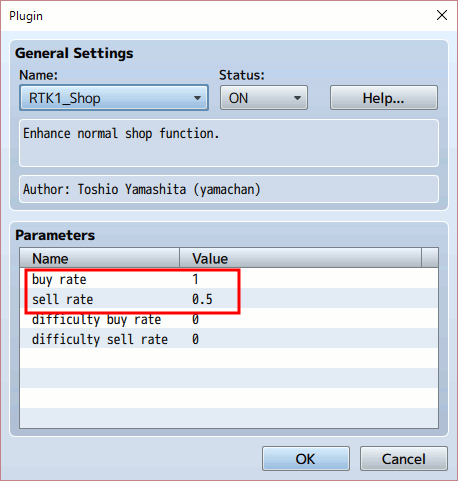 Plugin
General Settings
Name: Status:
RTK1_Shop ON Help...
Enhance normal shop function.
Author: Toshio Yamashita (yamachan)
Parameters
Name Value
buy rate 1
sell rate 0.5
difficulty buy rate 0
difficulty sell rate 0
OK Cancel